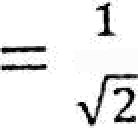 = 1/√2